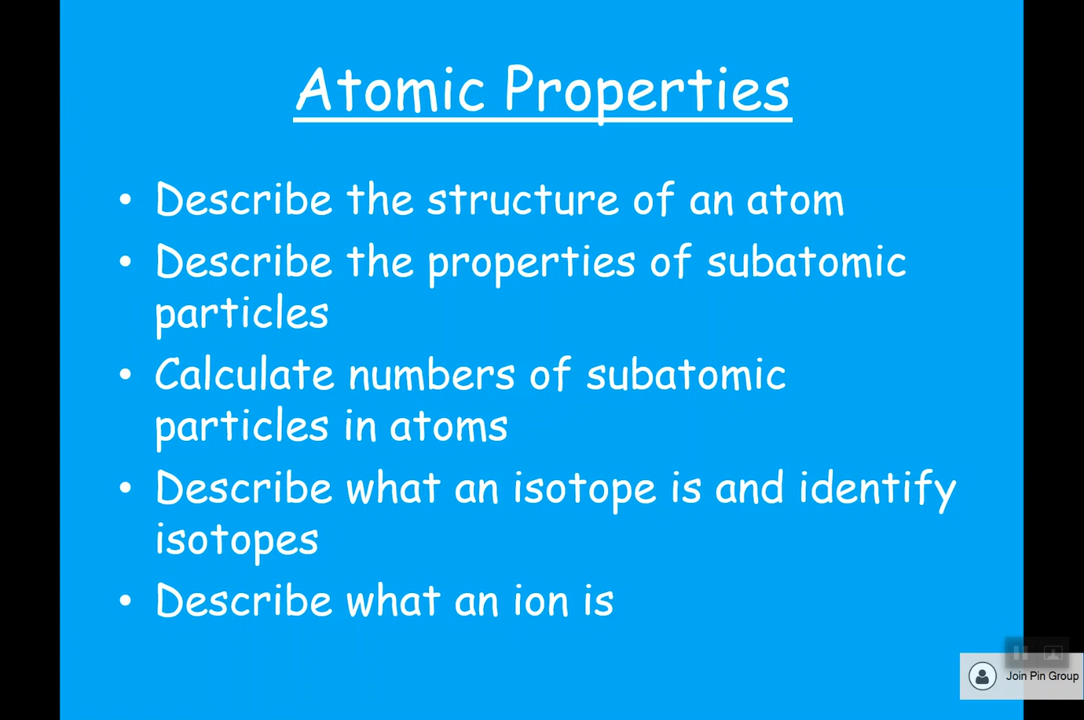 Atomic Properties
• Describe the structure of an atom
• Describe the properties of subatomic
particles
• Calculate numbers of subatomic
particles in atoms
• Describe what an isotope is and identify
isotopes
• Describe what an ion is
Join Pin Group